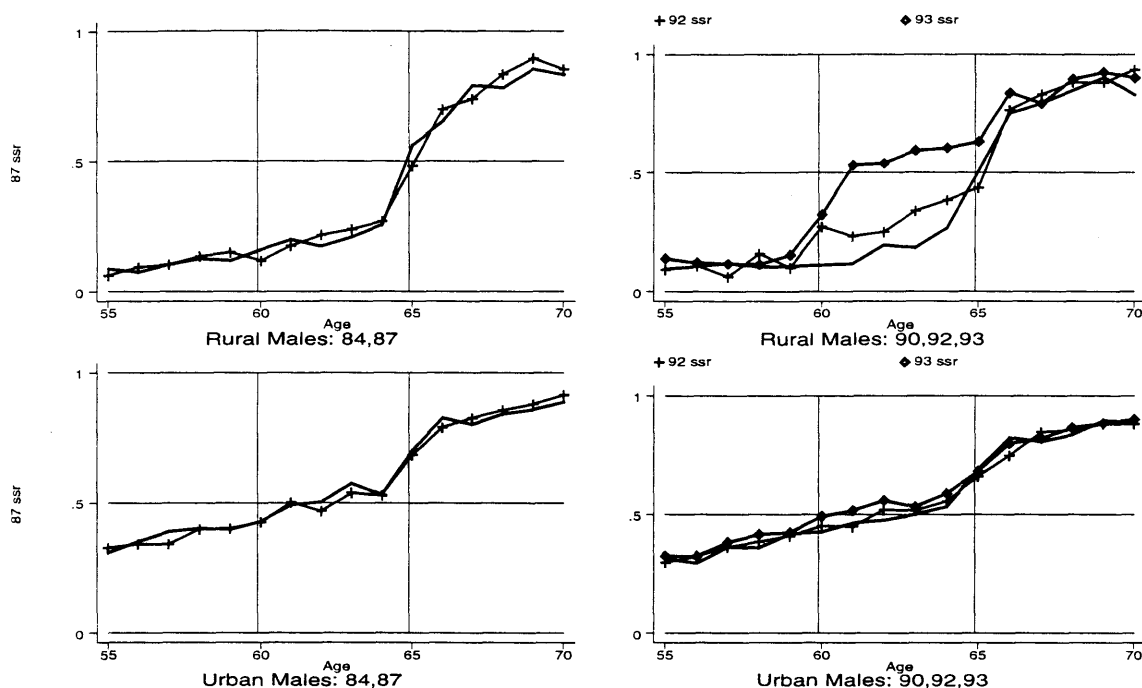 + 92 ssr ◇ 93 ssr
87 ssr
1
.5
0
55 60 65 70
Age
Rural Males: 84,87
1
.5
0
55 60 65 70
Age
Rural Males: 90,92,93
87 ssr
1
.5
0
55 60 65 70
Age
Urban Males: 84,87
+ 92 ssr ◇ 93 ssr
1
.5
0
55 60 65 70
Age
Urban Males: 90,92,93